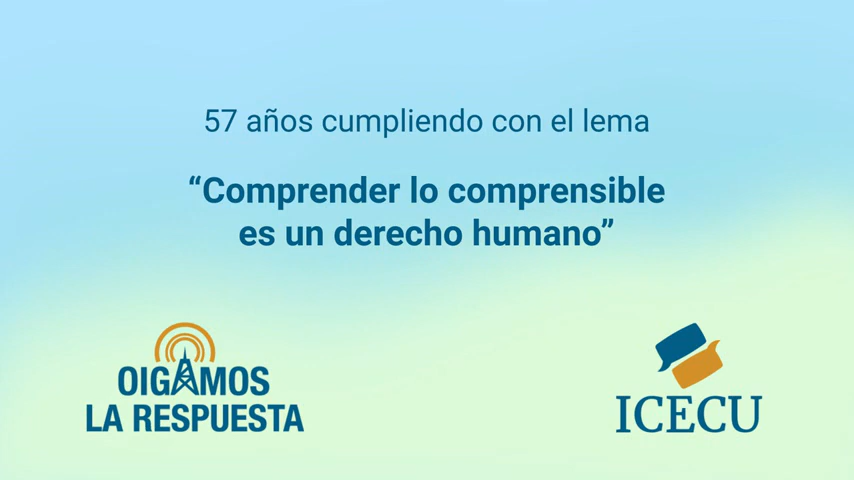 57 años cumpliendo con el lema
“Comprender lo comprensible
es un derecho humano”
OIGAMOS
LA RESPUESTA
ICECU